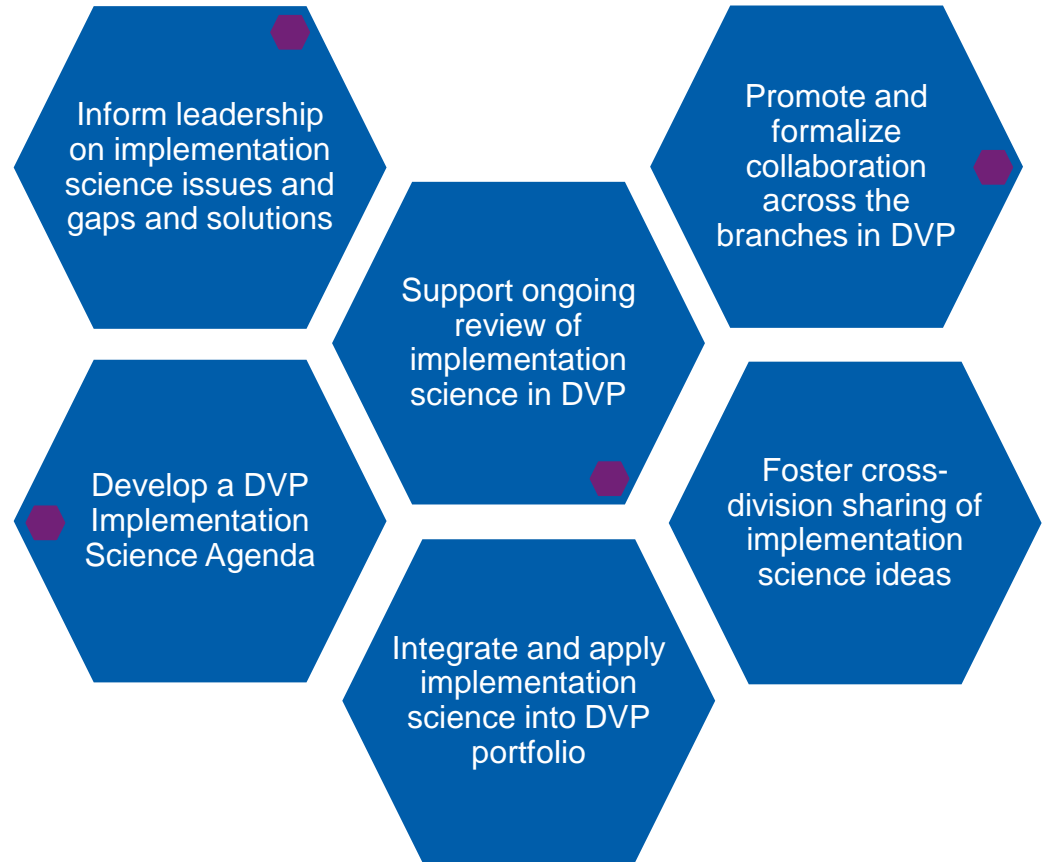 Inform leadership
on implementation
science issues and
gaps and solutions
Promote and
formalize
collaboration
across the
branches in DVP
Support ongoing
review of
implementation
science in DVP
Develop a DVP
Implementation
Science Agenda
Foster cross-
division sharing of
implementation
science ideas
Integrate and apply
implementation
science into DVP
portfolio